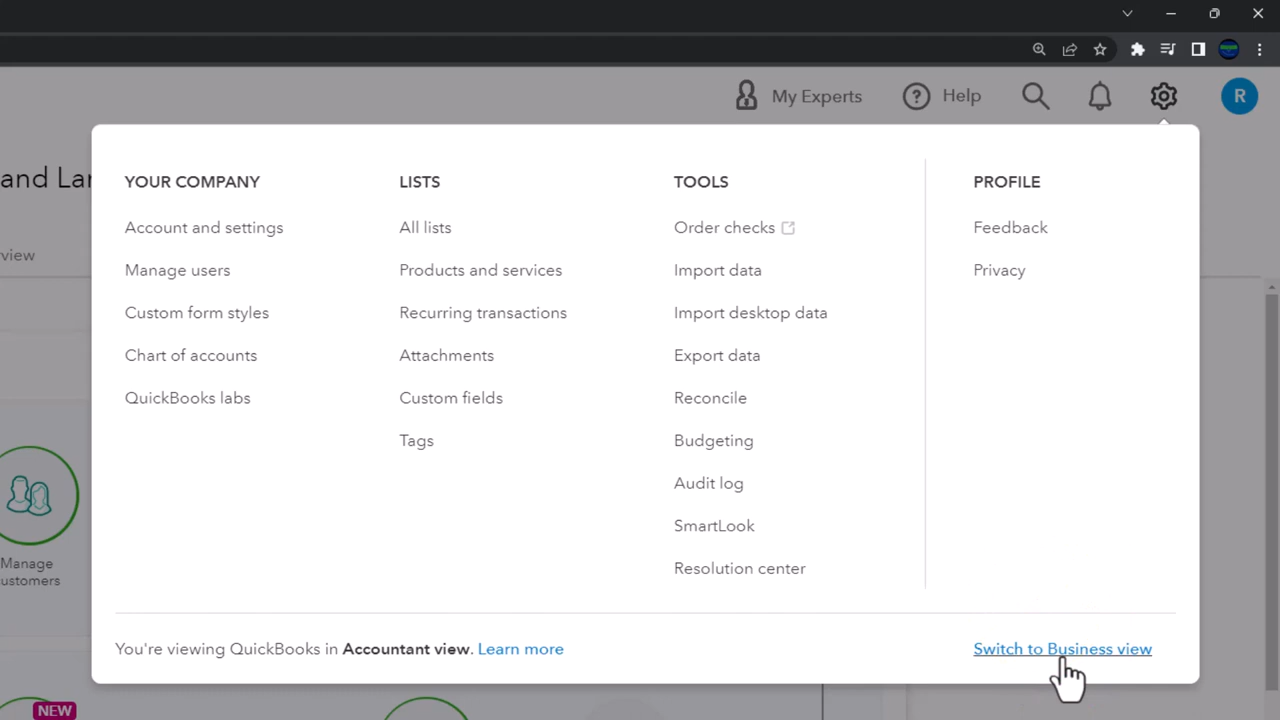 My Experts
Help
R
and Lar
view
YOUR COMPANY
Account and settings
Manage users
Custom form styles
Chart of accounts
QuickBooks labs
LISTS
All lists
Products and services
Recurring transactions
Attachments
Custom fields
Tags
TOOLS
Order checks
Import data
Import desktop data
Export data
Reconcile
Budgeting
Audit log
SmartLook
Resolution center
PROFILE
Feedback
Privacy
Manage
customers
You're viewing QuickBooks in Accountant view. Learn more
Switch to Business view
NEW